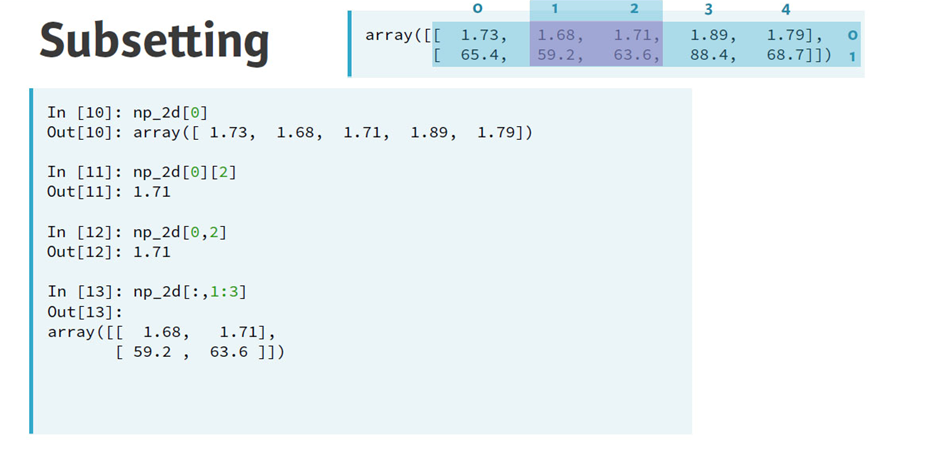 Subsetting
0 1 2 3 4
array([[ 1.73, 1.68, 1.71, 1.89, 1.79], 0
[ 65.4, 59.2, 63.6, 88.4, 68.7]]) 1
In [10]: np_2d[0]
Out[10]: array([ 1.73, 1.68, 1.71, 1.89, 1.79])
In [11]: np_2d[0][2]
Out[11]: 1.71
In [12]: np_2d[0,2]
Out[12]: 1.71
In [13]: np_2d[:,1:3]
Out[13]:
array([[ 1.68, 1.71],
[ 59.2 , 63.6 ]])